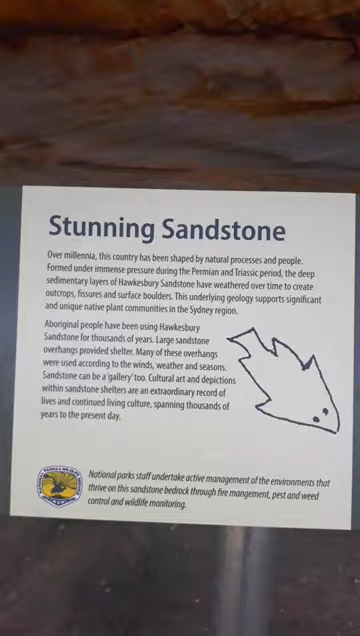 Stunning Sandstone
Over millennia, this country has been shaped by natural processes and people.
Formed under immense pressure during the Permian and Triassic period, the deep
sedimentary layers of Hawkesbury Sandstone have weathered over time to create
outcrops, fissures and surface boulders. This underlying geology supports significant
and unique native plant communities in the Sydney region.
Aboriginal people have been using Hawkesbury
Sandstone for thousands of years. Large sandstone
overhangs provided shelter. Many of these overhangs
were used according to the winds, weather and seasons.
Sandstone can be a 'gallery' too. Cultural art and depictions
within sandstone shelters are an extraordinary record of
lives and continued living culture, spanning thousands of
years to the present day.
National parks staff undertake active management of the environments that
thrive on this sandstone bedrock through fire mangement, pest and weed
control and wildlife monitoring.